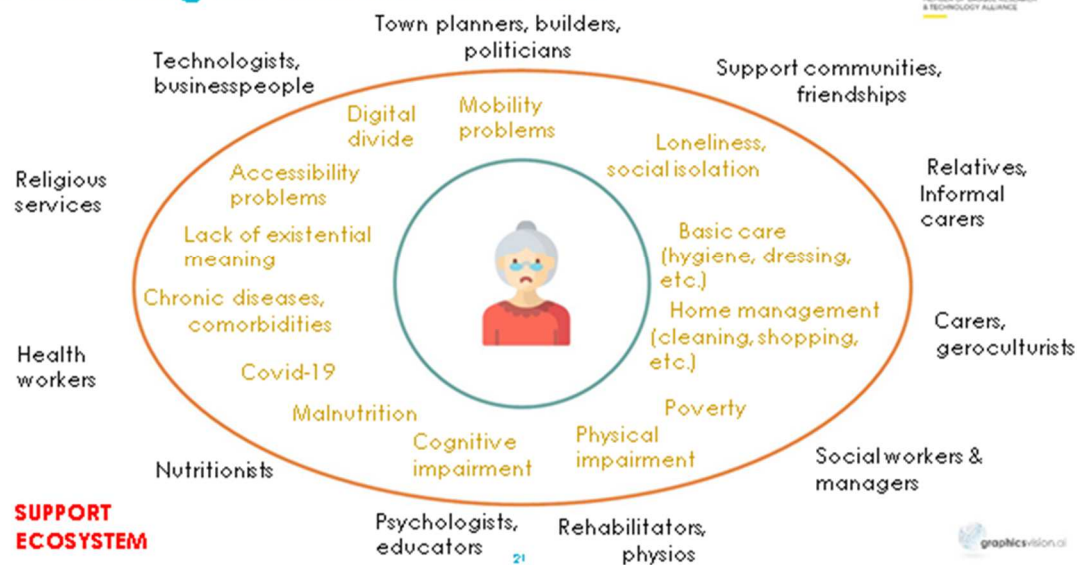 & TECHNOLOGY ALLIANCE
Town planners, builders,
politicians
Technologists,
businesspeople
Support communities,
friendships
Digital
divide
Mobility
problems
Loneliness,
social isolation
Accessibility
problems
Religious
services
Relatives,
Informal
carers
Lack of existential
meaning
Basic care
(hygiene, dressing,
etc.)
Chronic diseases,
comorbidities
Home management
(cleaning, shopping,
etc.)
Carers,
geroculturists
Health
workers
Covid-19
Malnutrition
Poverty
Cognitive
impairment
Physical
impairment
Nutritionists
Social workers &
managers
SUPPORT
ECOSYSTEM
Psychologists,
educators
Rehabilitators,
physios
21
graphicsvision.ai